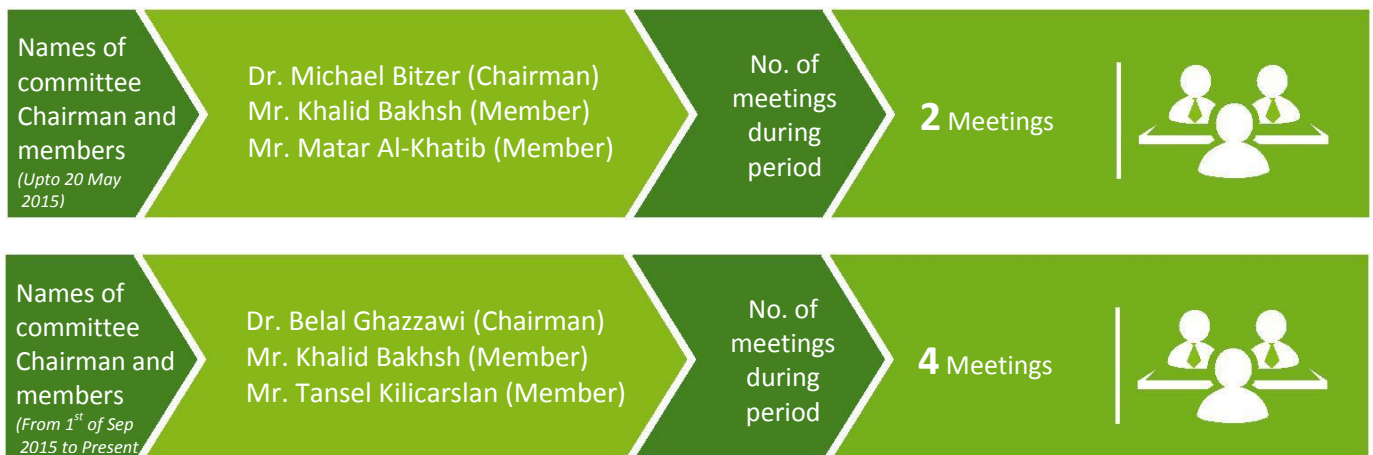 Names of
committee
Chairman and
members
(Upto 20 May
2015)
Dr. Michael Bitzer (Chairman)
Mr. Khalid Bakhsh (Member)
Mr. Matar Al-Khatib (Member)
No. of
meetings
during
period
2 Meetings
Names of
committee
Chairman and
members
(From 1st of Sep
2015 to Present
Dr. Belal Ghazzawi (Chairman)
Mr. Khalid Bakhsh (Member)
Mr. Tansel Kilicarslan (Member)
No. of
meetings
during
period
4 Meetings